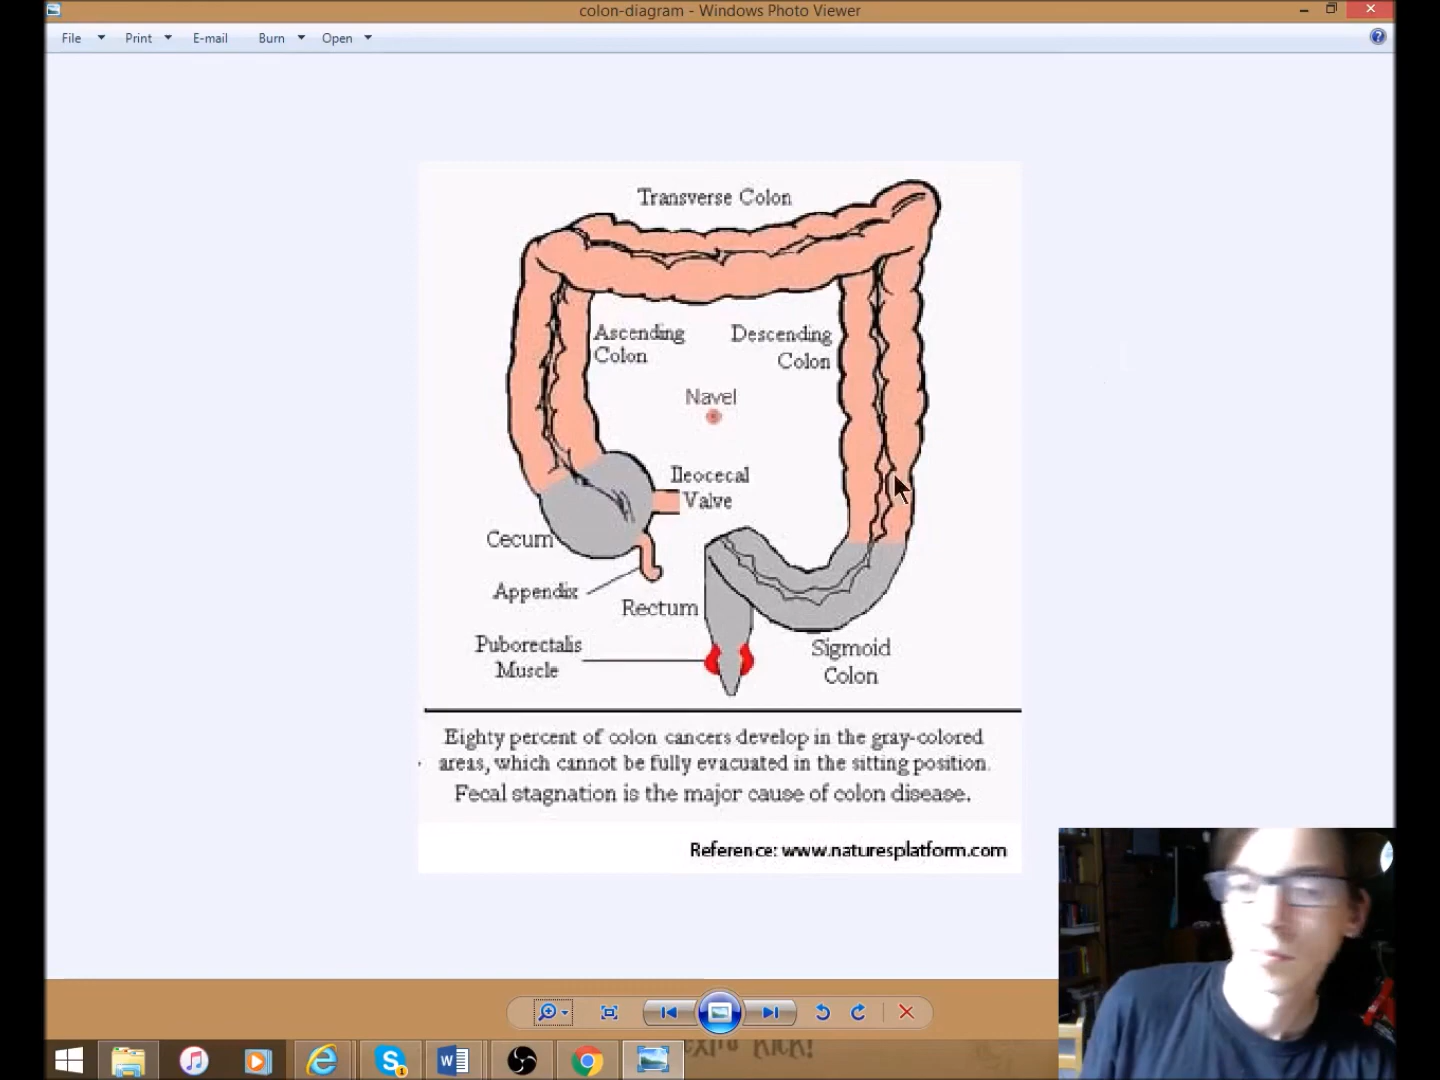 colon-diagram - Windows Photo Viewer
File Print E-mail Burn Open
Transverse Colon
Ascending
Colon
Descending
Colon
Navel
Ileocecal
Valve
Cecum
Appendix
Rectum
Puborectalis
Muscle
Sigmoid
Colon
Eighty percent of colon cancers develop in the gray-colored
areas, which cannot be fully evacuated in the sitting position.
Fecal stagnation is the major cause of colon disease.
Reference: www.naturesplatform.com
extra kick!